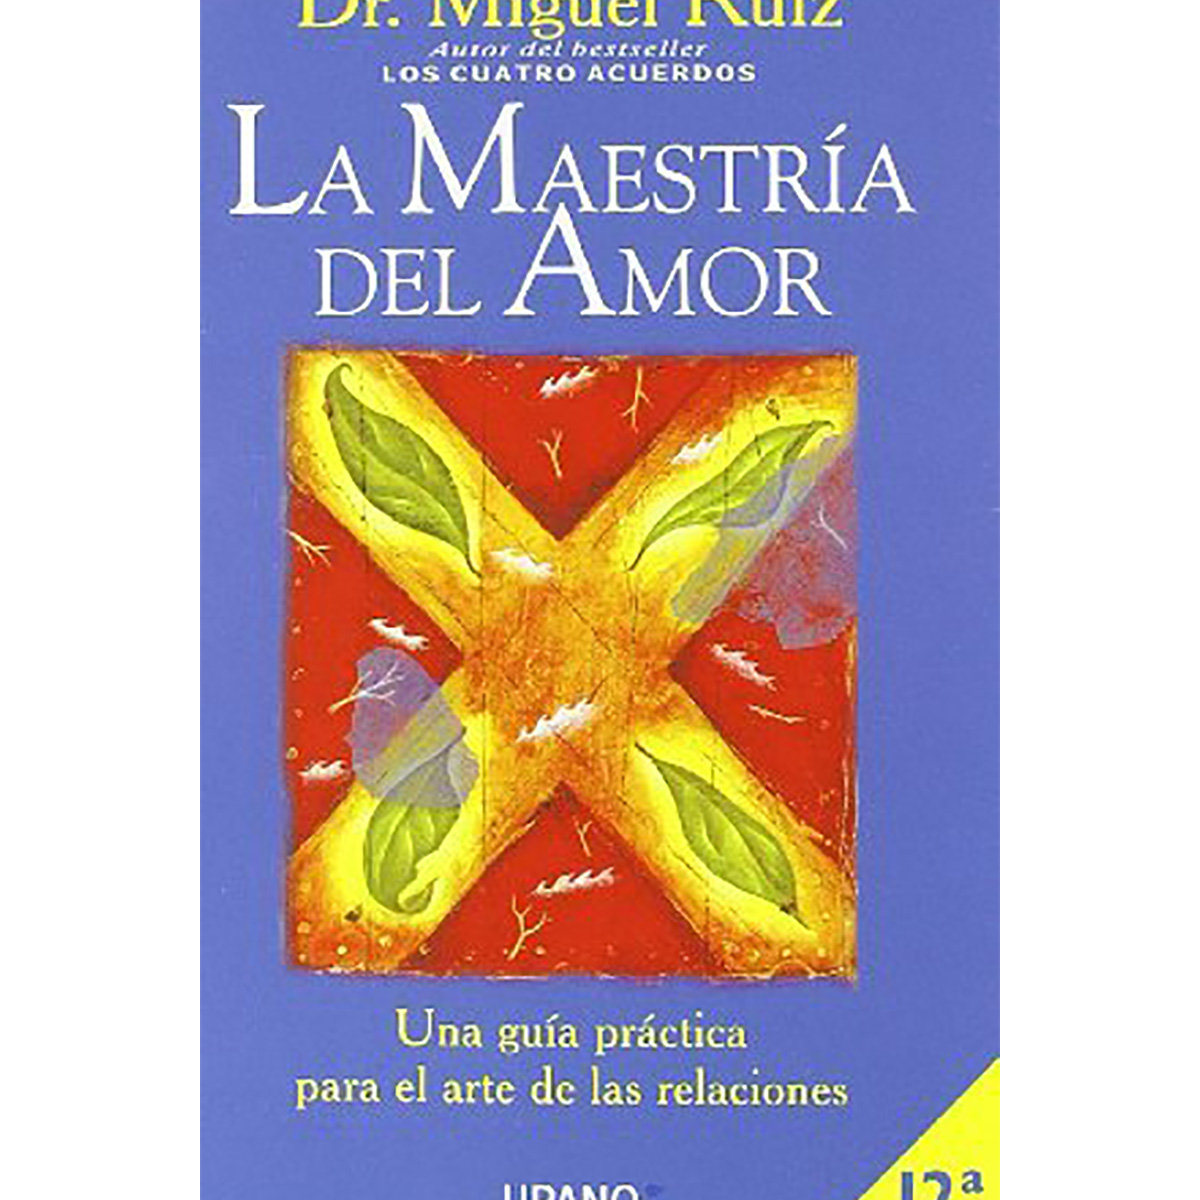 Dr. Miguel Ruiz
Autor del bestseller
LOS CUATRO ACUERDOS
LA MAESTRÍA
DEL AMOR
Una guía práctica
para el arte de las relaciones
URANO
12ª